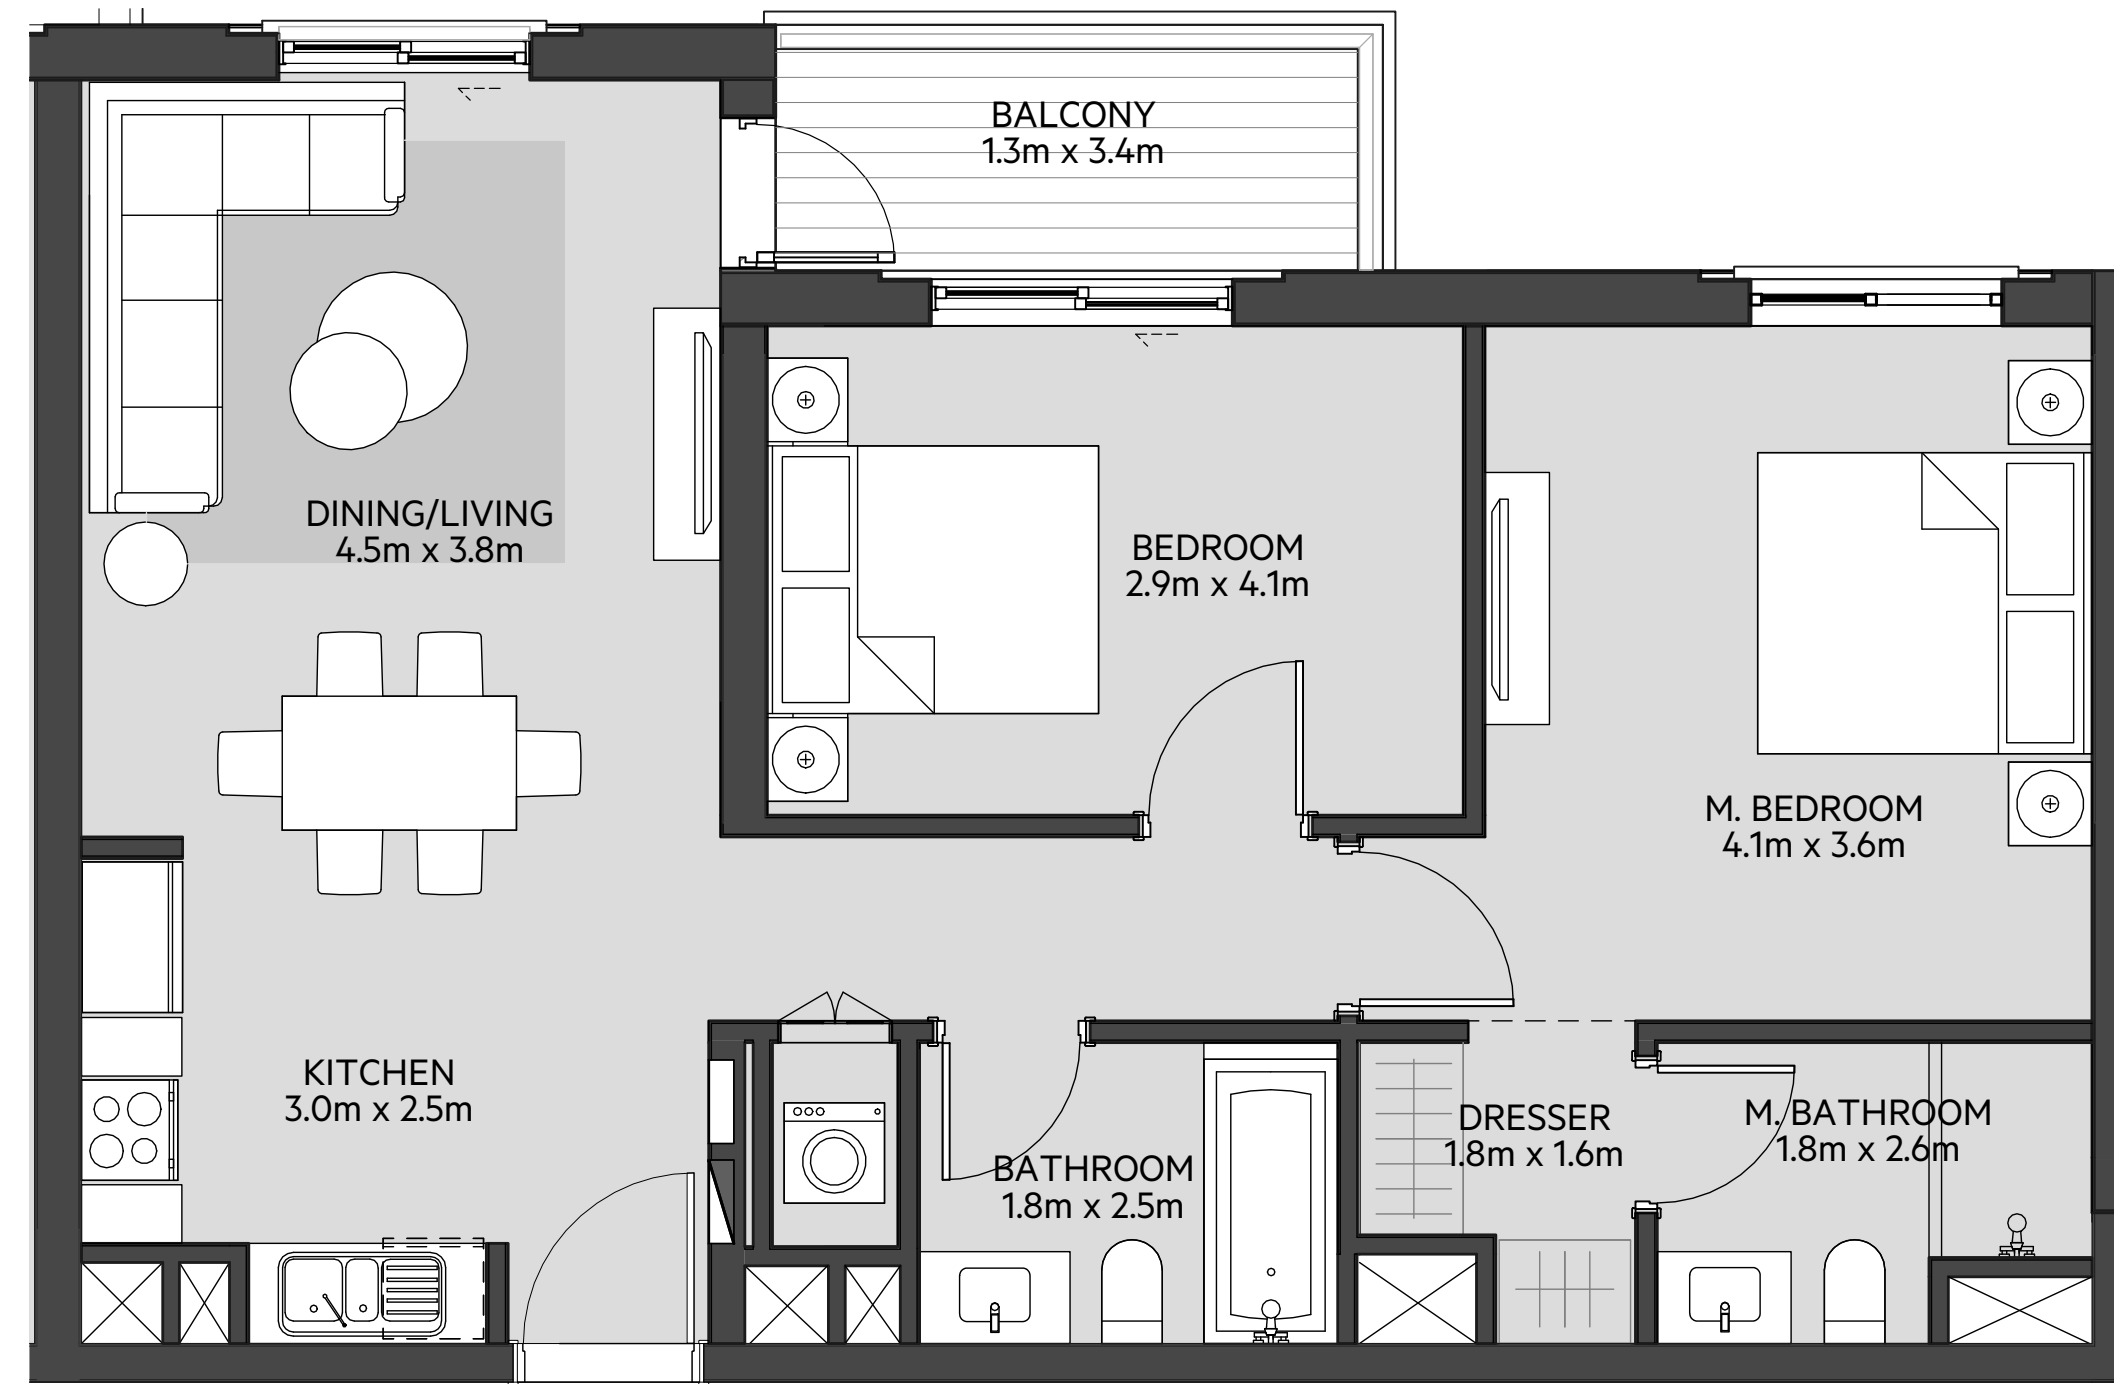 BALCONY
1.3m x 3.4m
DINING/LIVING
4.5m x 3.8m
BEDROOM
2.9m x 4.1m
M. BEDROOM
4.1m x 3.6m
KITCHEN
3.0m x 2.5m
BATHROOM
1.8m x 2.5m
DRESSER
1.8m x 1.6m
M. BATHROOM
1.8m x 2.6m